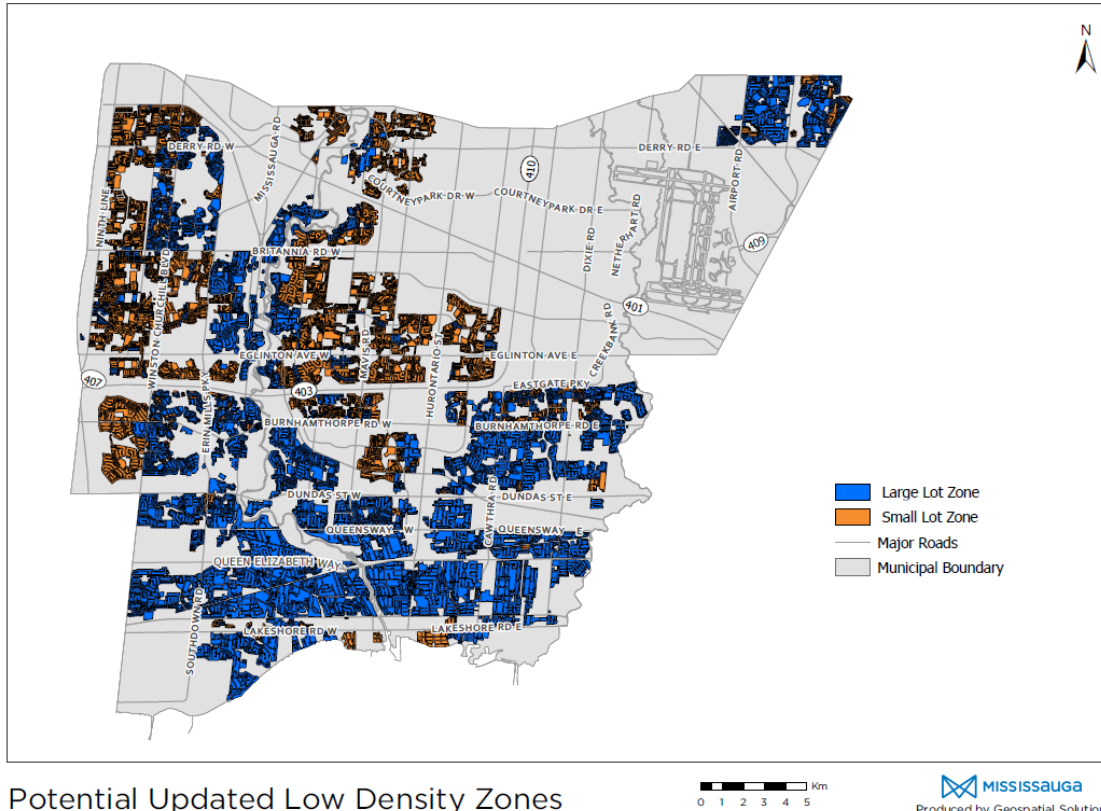 N
MISSISSAUGA RD
DERRY RD W
DERRY RD E
410
AIRPORT RD
COURTNEYPARK DR W
COURTNEYPARK DR E
NINTH LINE
DIXIE RD
NETHERHART RD
409
BRITANNIA RD W
WINSTON CHURCHILL BLVD
401
CREEKBANK RD
MAVIS RD
HURONTARIO ST
EGLINTON AVE W
EGLINTON AVE E
407
403
EASTGATE PKY
ERIN MILLS PKY
BURNHAMTHORPE RD W
BURNHAMTHORPE RD E
DUNDAS ST W
DUNDAS ST E
CAWTHRA RD
QUEENSWAY W
QUEENSWAY E
QUEEN ELIZABETH WAY
SOUTHDOWN RD
LAKESHORE RD W
LAKESHORE RD E
Large Lot Zone
Small Lot Zone
Major Roads
Municipal Boundary
Potential Updated Low Density Zones
Km
0 1 2 3 4 5
MISSISSAUGA
Produced by Geospatial Solution